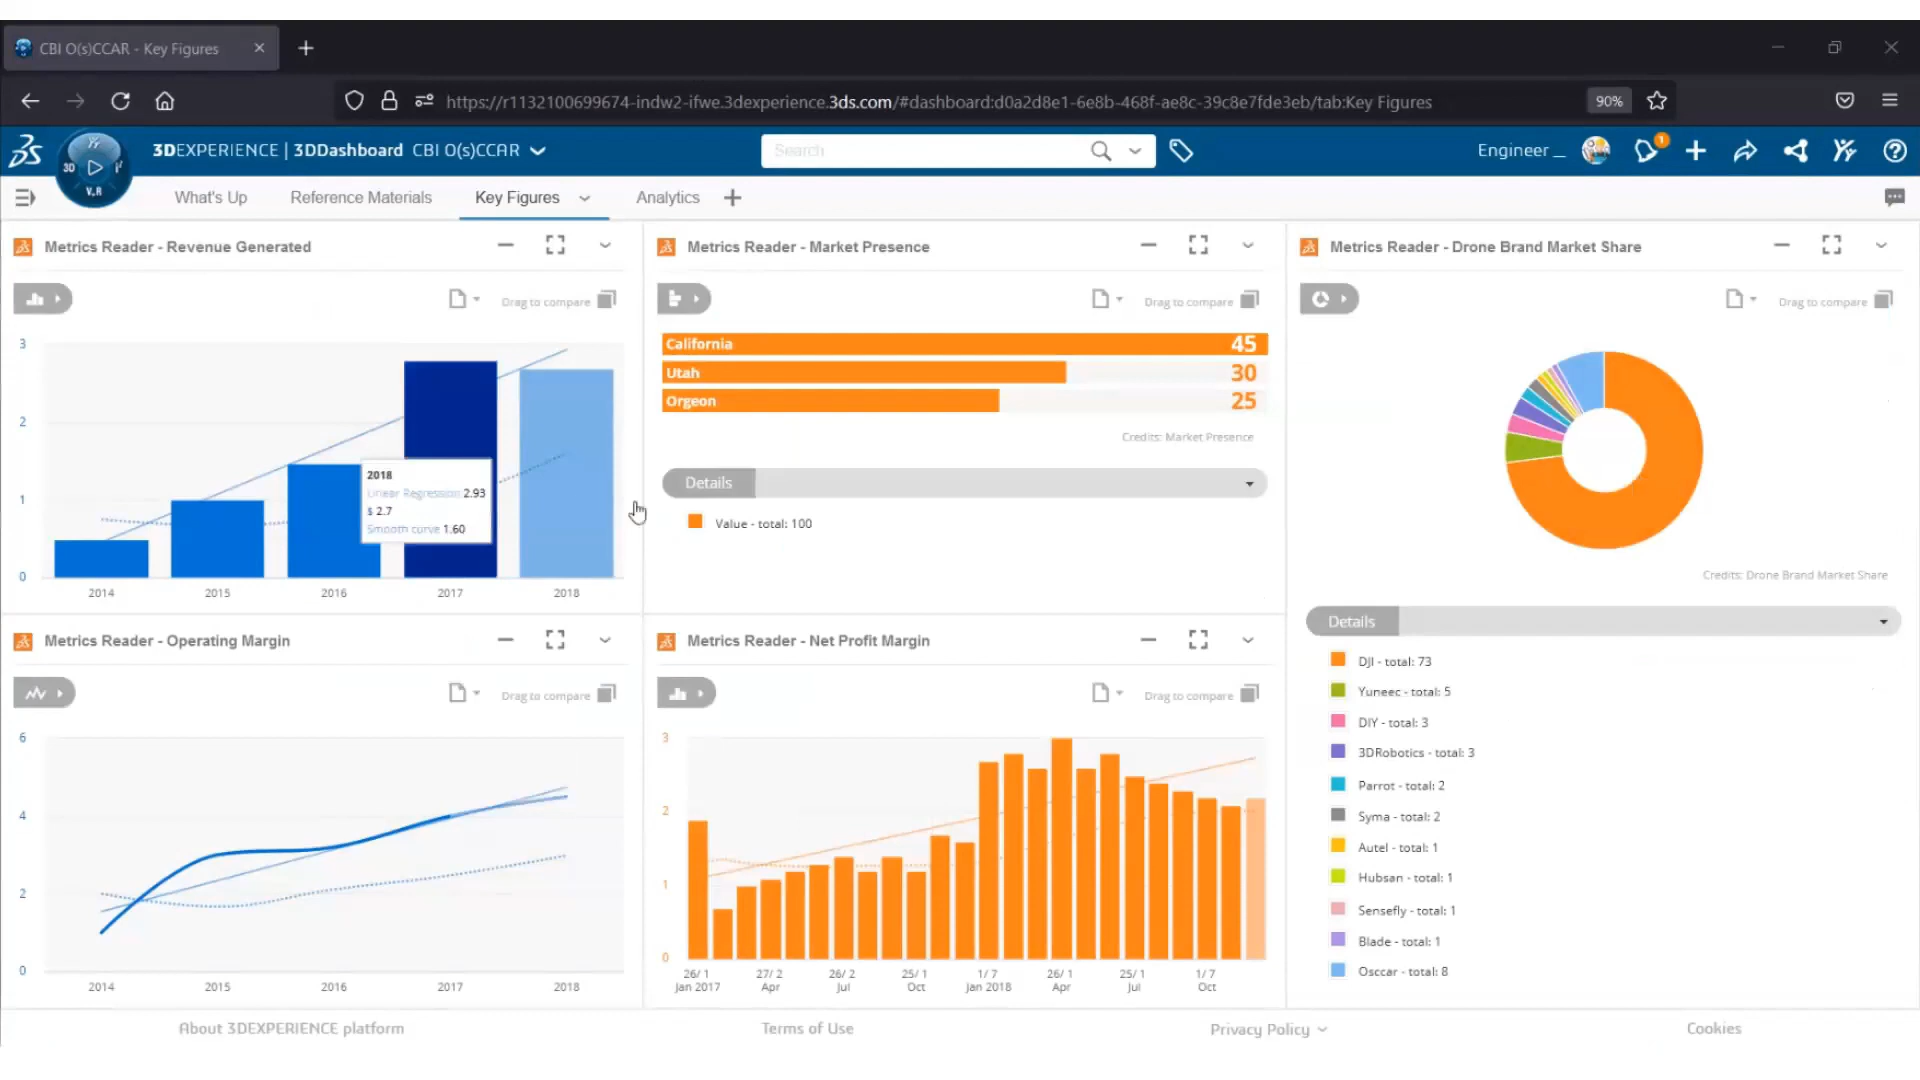 CBI O(s)CCAR - Key Figures
https://r1132100699674-indw2-ifwe.3dexperience.3ds.com/#dashboard:d0a2d8e1-6e8b-468f-ae8c-39c8e7fde3eb/tab:Key Figures
90%
3D
V.R
3DEXPERIENCE | 3DDashboard CBI O(s)CCAR
Search
Engineer _
1
What's Up
Reference Materials
Key Figures
Analytics
Metrics Reader - Revenue Generated
Drag to compare
3
2
1
0
2018
Linear Regression 2.93
$ 2.7
Smooth curve 1.60
2014 2015 2016 2017 2018
Metrics Reader - Market Presence
Drag to compare
California 45
Utah 30
Orgeon 25
Credits: Market Presence
Details
Value - total: 100
Metrics Reader - Drone Brand Market Share
Drag to compare
Credits: Drone Brand Market Share
Details
DJI - total: 73
Yuneec - total: 5
DIY - total: 3
3DRobotics - total: 3
Parrot - total: 2
Syma - total: 2
Autel - total: 1
Hubsan - total: 1
Sensefly - total: 1
Blade - total: 1
Osccar - total: 8
Metrics Reader - Operating Margin
Drag to compare
6
4
2
0
2014 2015 2016 2017 2018
Metrics Reader - Net Profit Margin
Drag to compare
3
2
1
0
26/ 1 27/ 2 26/ 2 25/ 1 1/ 7 26/ 1 25/ 1 1/ 7
Jan 2017 Apr Jul Oct Jan 2018 Apr Jul Oct
About 3DEXPERIENCE platform
Terms of Use
Privacy Policy
Cookies